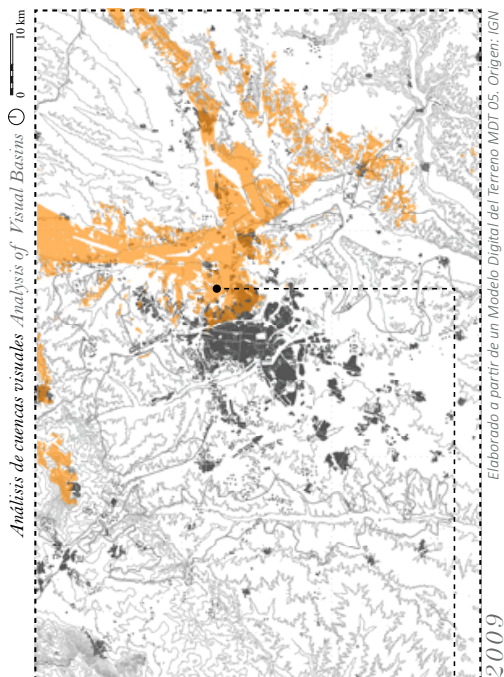 Análisis de cuencas visuales Analysis of Visual Basins
0 10 km
Elaborado a partir de un Modelo Digital del Terreno MDT 05. Origen: IGN
2009